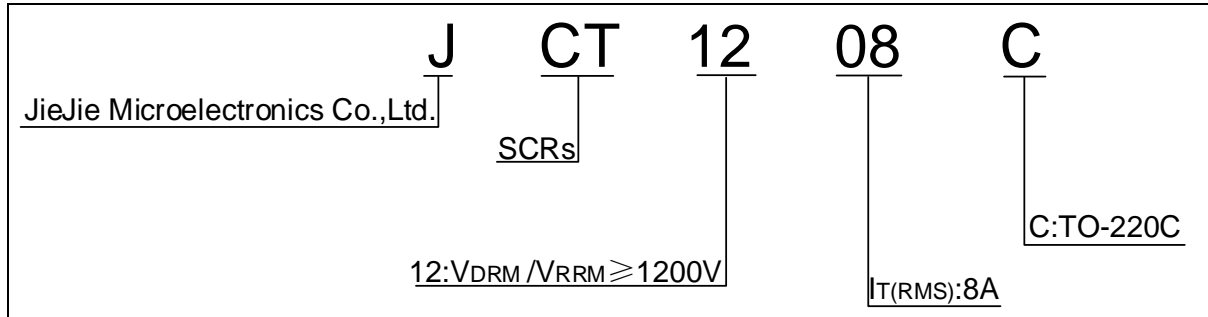 J CT 12 08 C
JieJie Microelectronics Co.,Ltd.
SCRs
C:TO-220C
12:VDRM /VRRM≥1200V
IT(RMS):8A